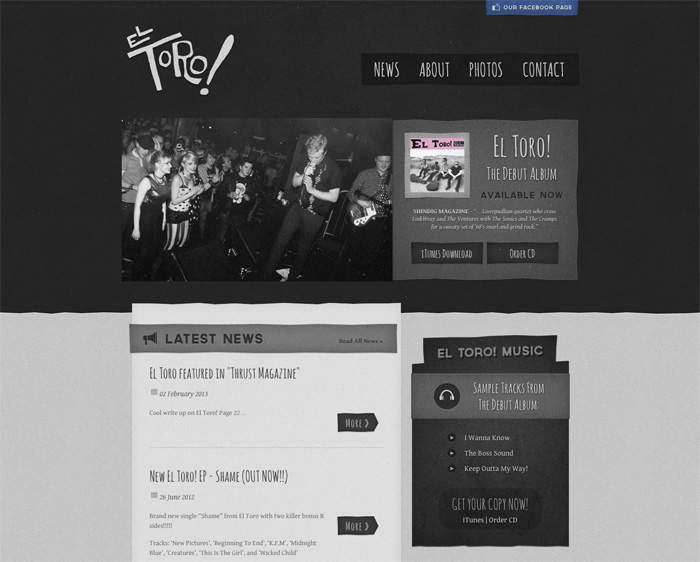 OUR FACEBOOK PAGE
EL TORO!
NEWS ABOUT PHOTOS CONTACT
EL TORO!
EL TORO!
THE DEBUT ALBUM
AVAILABLE NOW
SHINDIG MAGAZINE - "... Liverpudlian quartet who cross
Link Wray and The Ventures with The Sonics and The Cramps
for a sweaty set of '60's snarl and grind rock."
ITUNES DOWNLOAD
ORDER CD
LATEST NEWS
Read All News »
EL TORO FEATURED IN "THRUST MAGAZINE"
02 February 2013
Cool write up on El Toro! Page 22...
MORE ❯
NEW EL TORO! EP - SHAME (OUT NOW!!)
26 June 2012
Brand new single "Shame" from El Toro with two killer bonus B
sides!!!!!
MORE ❯
Tracks: 'New Pictures', 'Beginning To End', 'K.F.M', 'Midnight
Blue', 'Creatures', 'This Is The Girl', and 'Wicked Child'
EL TORO! MUSIC
SAMPLE TRACKS FROM
THE DEBUT ALBUM:
I Wanna Know
The Boss Sound
Keep Outta My Way!
GET YOUR COPY NOW!
iTunes | Order CD